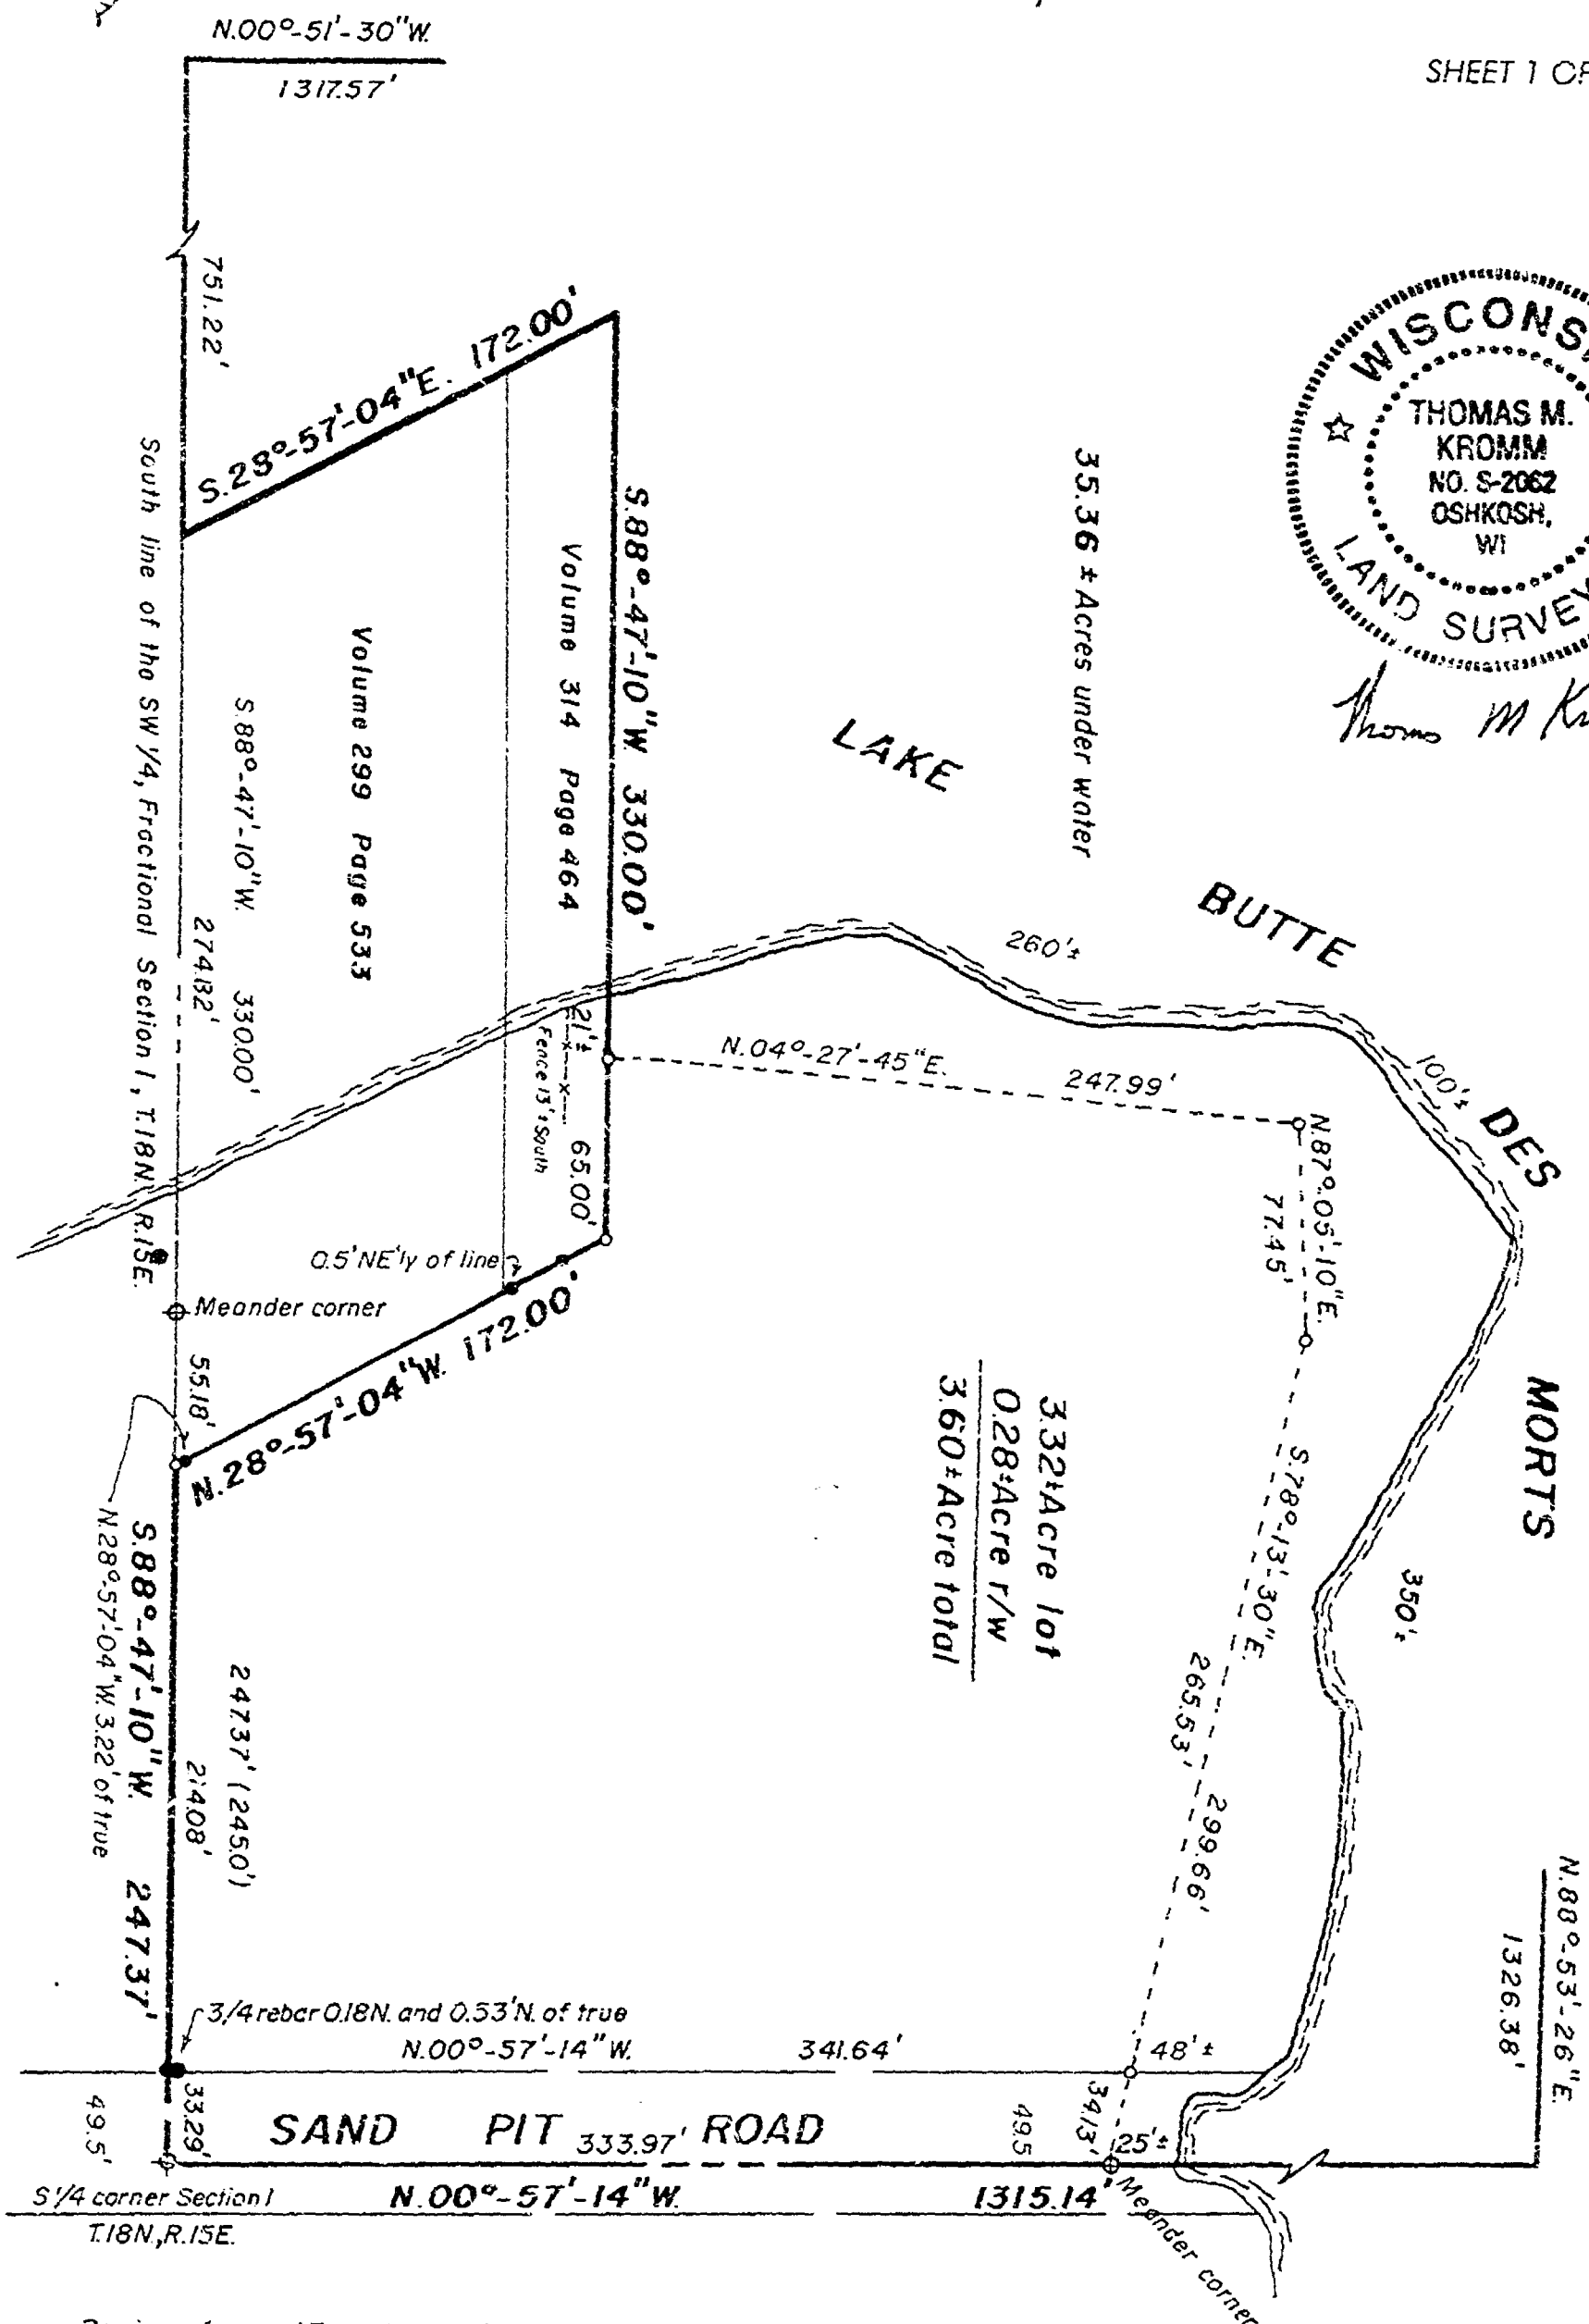 N.00°-51'-30"W.
1317.57'
SHEET 1 OF
751.22'
S.28°-57'-04"E. 172.00'
S.88°-47'-10"W. 330.00'
Volume 314 Page 464
Volume 299 Page 533
S.88°-47'-10"W. 330.00'
274.82'
South line of the SW 1/4, Fractional Section 1, T.18N. R.15E.
35.36 ± Acres under water
WISCONS
THOMAS M.
KROMM
NO. S-2062
OSHKOSH,
WI
LAND SURVEY
Thomas M
LAKE
BUTTE
DES
MORTS
260'±
100'±
350'±
N.04°-27'-45"E. 247.99'
N.87°-05'-10"E.
77.45'
21'±
Fence 13'± South
65.00'
0.5' NE'ly of line
Meander corner
55.18'
N.28°-57'-04"W. 172.00'
S.78°-13'-30"E. 299.66'
265.53'
3.32±Acre lot
0.28±Acre r/w
3.60±Acre total
S.88°-47'-10"W. 247.37'
N.28°-57'-04"W. 3.22' of true
247.37' (245.0')
214.08'
N.88°-53'-26"E.
1326.38'
3/4 rebar 0.18N. and 0.53'N. of true
N.00°-57'-14"W. 341.64' 48'±
33.29'
49.5'
SAND PIT ROAD
333.97'
49.5
34.13'
25'±
S 1/4 corner Section 1
T.18N., R.15E.
N.00°-57'-14"W. 1315.14'
Meander corner